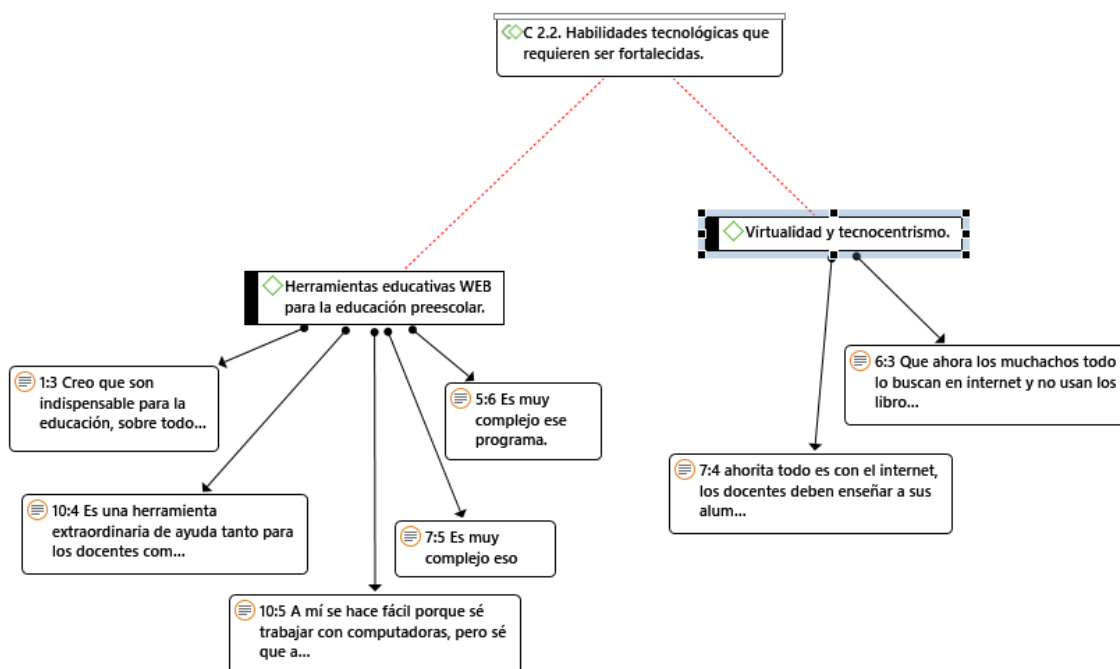 C 2.2. Habilidades tecnológicas que
requieren ser fortalecidas.
Virtualidad y tecnocentrismo.
Herramientas educativas WEB
para la educación preescolar.
1:3 Creo que son
indispensable para la
educación, sobre todo...
5:6 Es muy
complejo ese
programa.
6:3 Que ahora los muchachos todo
lo buscan en internet y no usan los
libro...
10:4 Es una herramienta
extraordinaria de ayuda tanto para
los docentes com...
7:5 Es muy
complejo eso
7:4 ahorita todo es con el internet,
los docentes deben enseñar a sus
alum...
10:5 A mí se hace fácil porque sé
trabajar con computadoras, pero sé
que a...